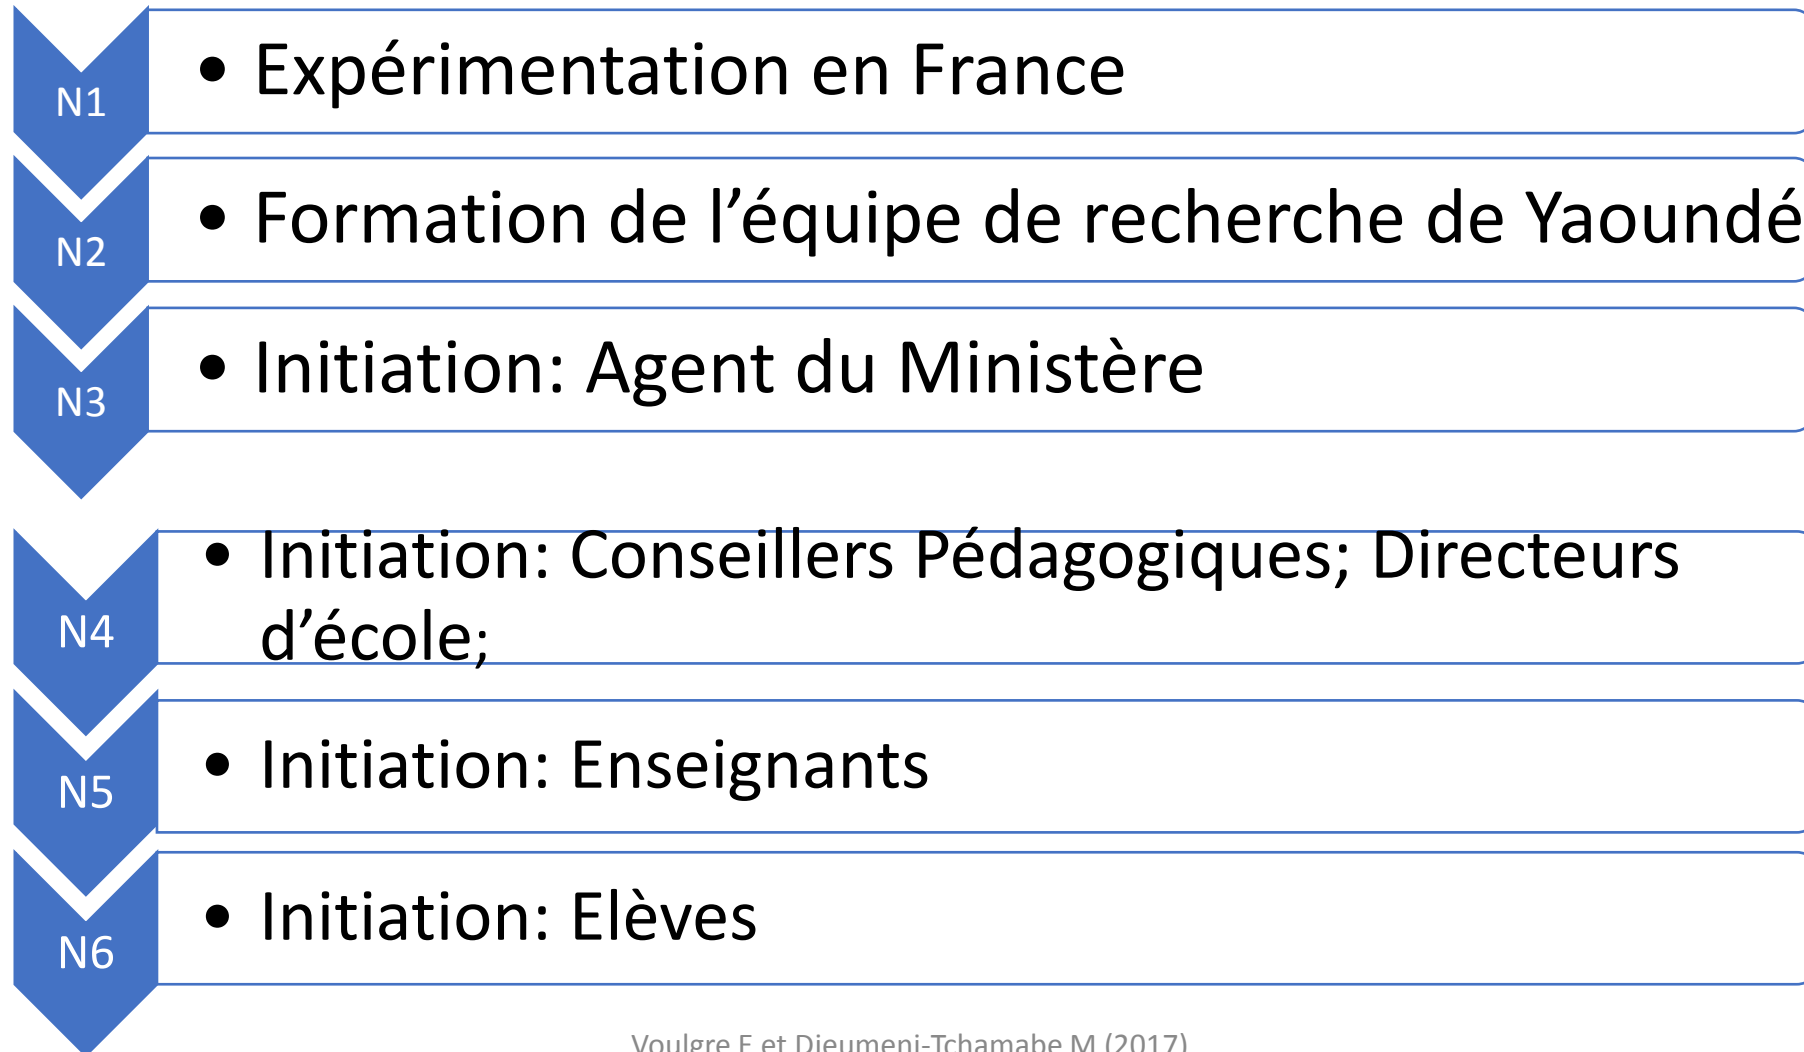 N1
• Expérimentation en France
N2
• Formation de l’équipe de recherche de Yaoundé
N3
• Initiation: Agent du Ministère
N4
• Initiation: Conseillers Pédagogiques; Directeurs
d’école;
N5
• Initiation: Enseignants
N6
• Initiation: Elèves
Voulgre E et Djeumeni-Tchamabe M (2017)